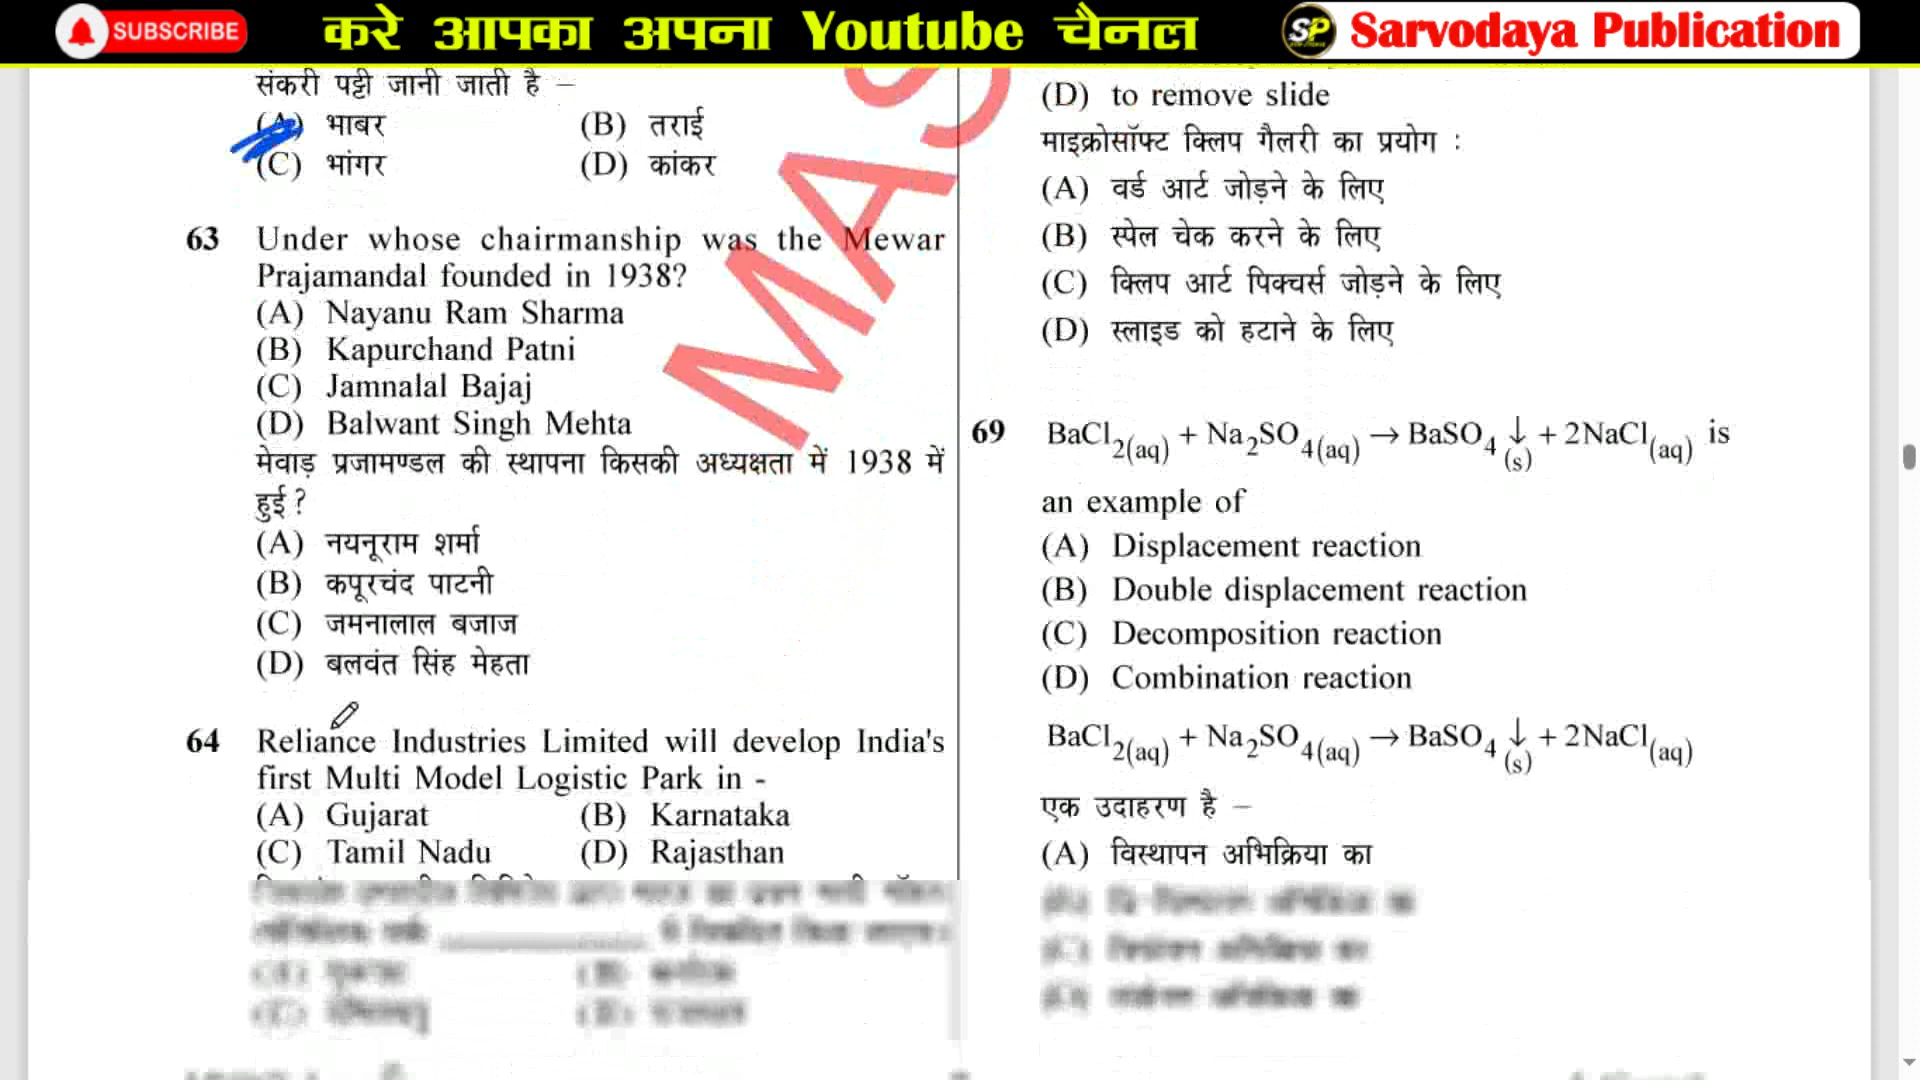 SUBSCRIBE
करे आपका अपना Youtube चैनल
SP Sarvodaya Publication
संकरी पट्टी जानी जाती है –
(A) भाबर (B) तराई
(C) भांगर (D) कांकर
63 Under whose chairmanship was the Mewar
Prajamandal founded in 1938?
(A) Nayanu Ram Sharma
(B) Kapurchand Patni
(C) Jamnalal Bajaj
(D) Balwant Singh Mehta
मेवाड़ प्रजामण्डल की स्थापना किसकी अध्यक्षता में 1938 में
हुई ?
(A) नयनूराम शर्मा
(B) कपूरचंद पाटनी
(C) जमनालाल बजाज
(D) बलवंत सिंह मेहता
64 Reliance Industries Limited will develop India's
first Multi Model Logistic Park in -
(A) Gujarat (B) Karnataka
(C) Tamil Nadu (D) Rajasthan
MAS
(D) to remove slide
माइक्रोसॉफ्ट क्लिप गैलरी का प्रयोग :
(A) वर्ड आर्ट जोड़ने के लिए
(B) स्पेल चेक करने के लिए
(C) क्लिप आर्ट पिक्चर्स जोड़ने के लिए
(D) स्लाइड को हटाने के लिए
69 BaCl2(aq) + Na2SO4(aq) → BaSO4↓(s) + 2NaCl(aq) is
an example of
(A) Displacement reaction
(B) Double displacement reaction
(C) Decomposition reaction
(D) Combination reaction
BaCl2(aq) + Na2SO4(aq) → BaSO4↓(s) + 2NaCl(aq)
एक उदाहरण है –
(A) विस्थापन अभिक्रिया का